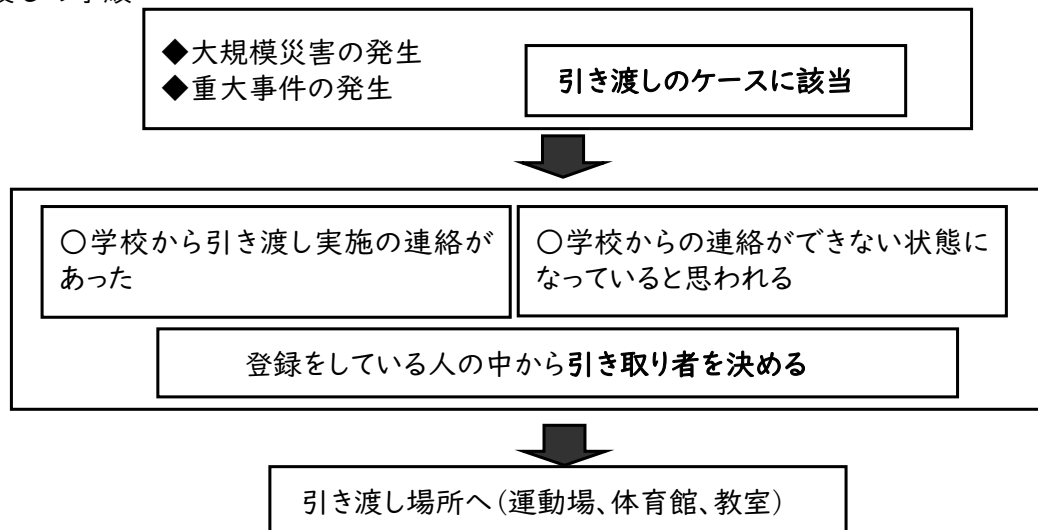 ◆大規模災害の発生
◆重大事件の発生
引き渡しのケースに該当
〇学校から引き渡し実施の連絡が
あった
〇学校からの連絡ができない状態に
なっていると思われる
登録をしている人の中から引き取り者を決める
引き渡し場所へ(運動場、体育館、教室)